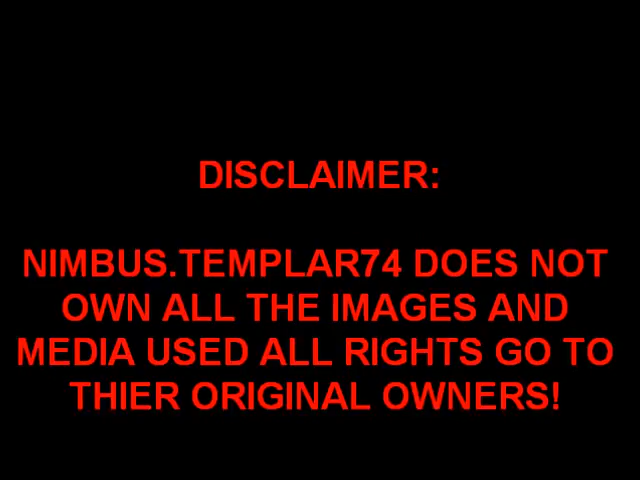 DISCLAIMER:
NIMBUS.TEMPLAR74 DOES NOT
OWN ALL THE IMAGES AND
MEDIA USED ALL RIGHTS GO TO
THIER ORIGINAL OWNERS!